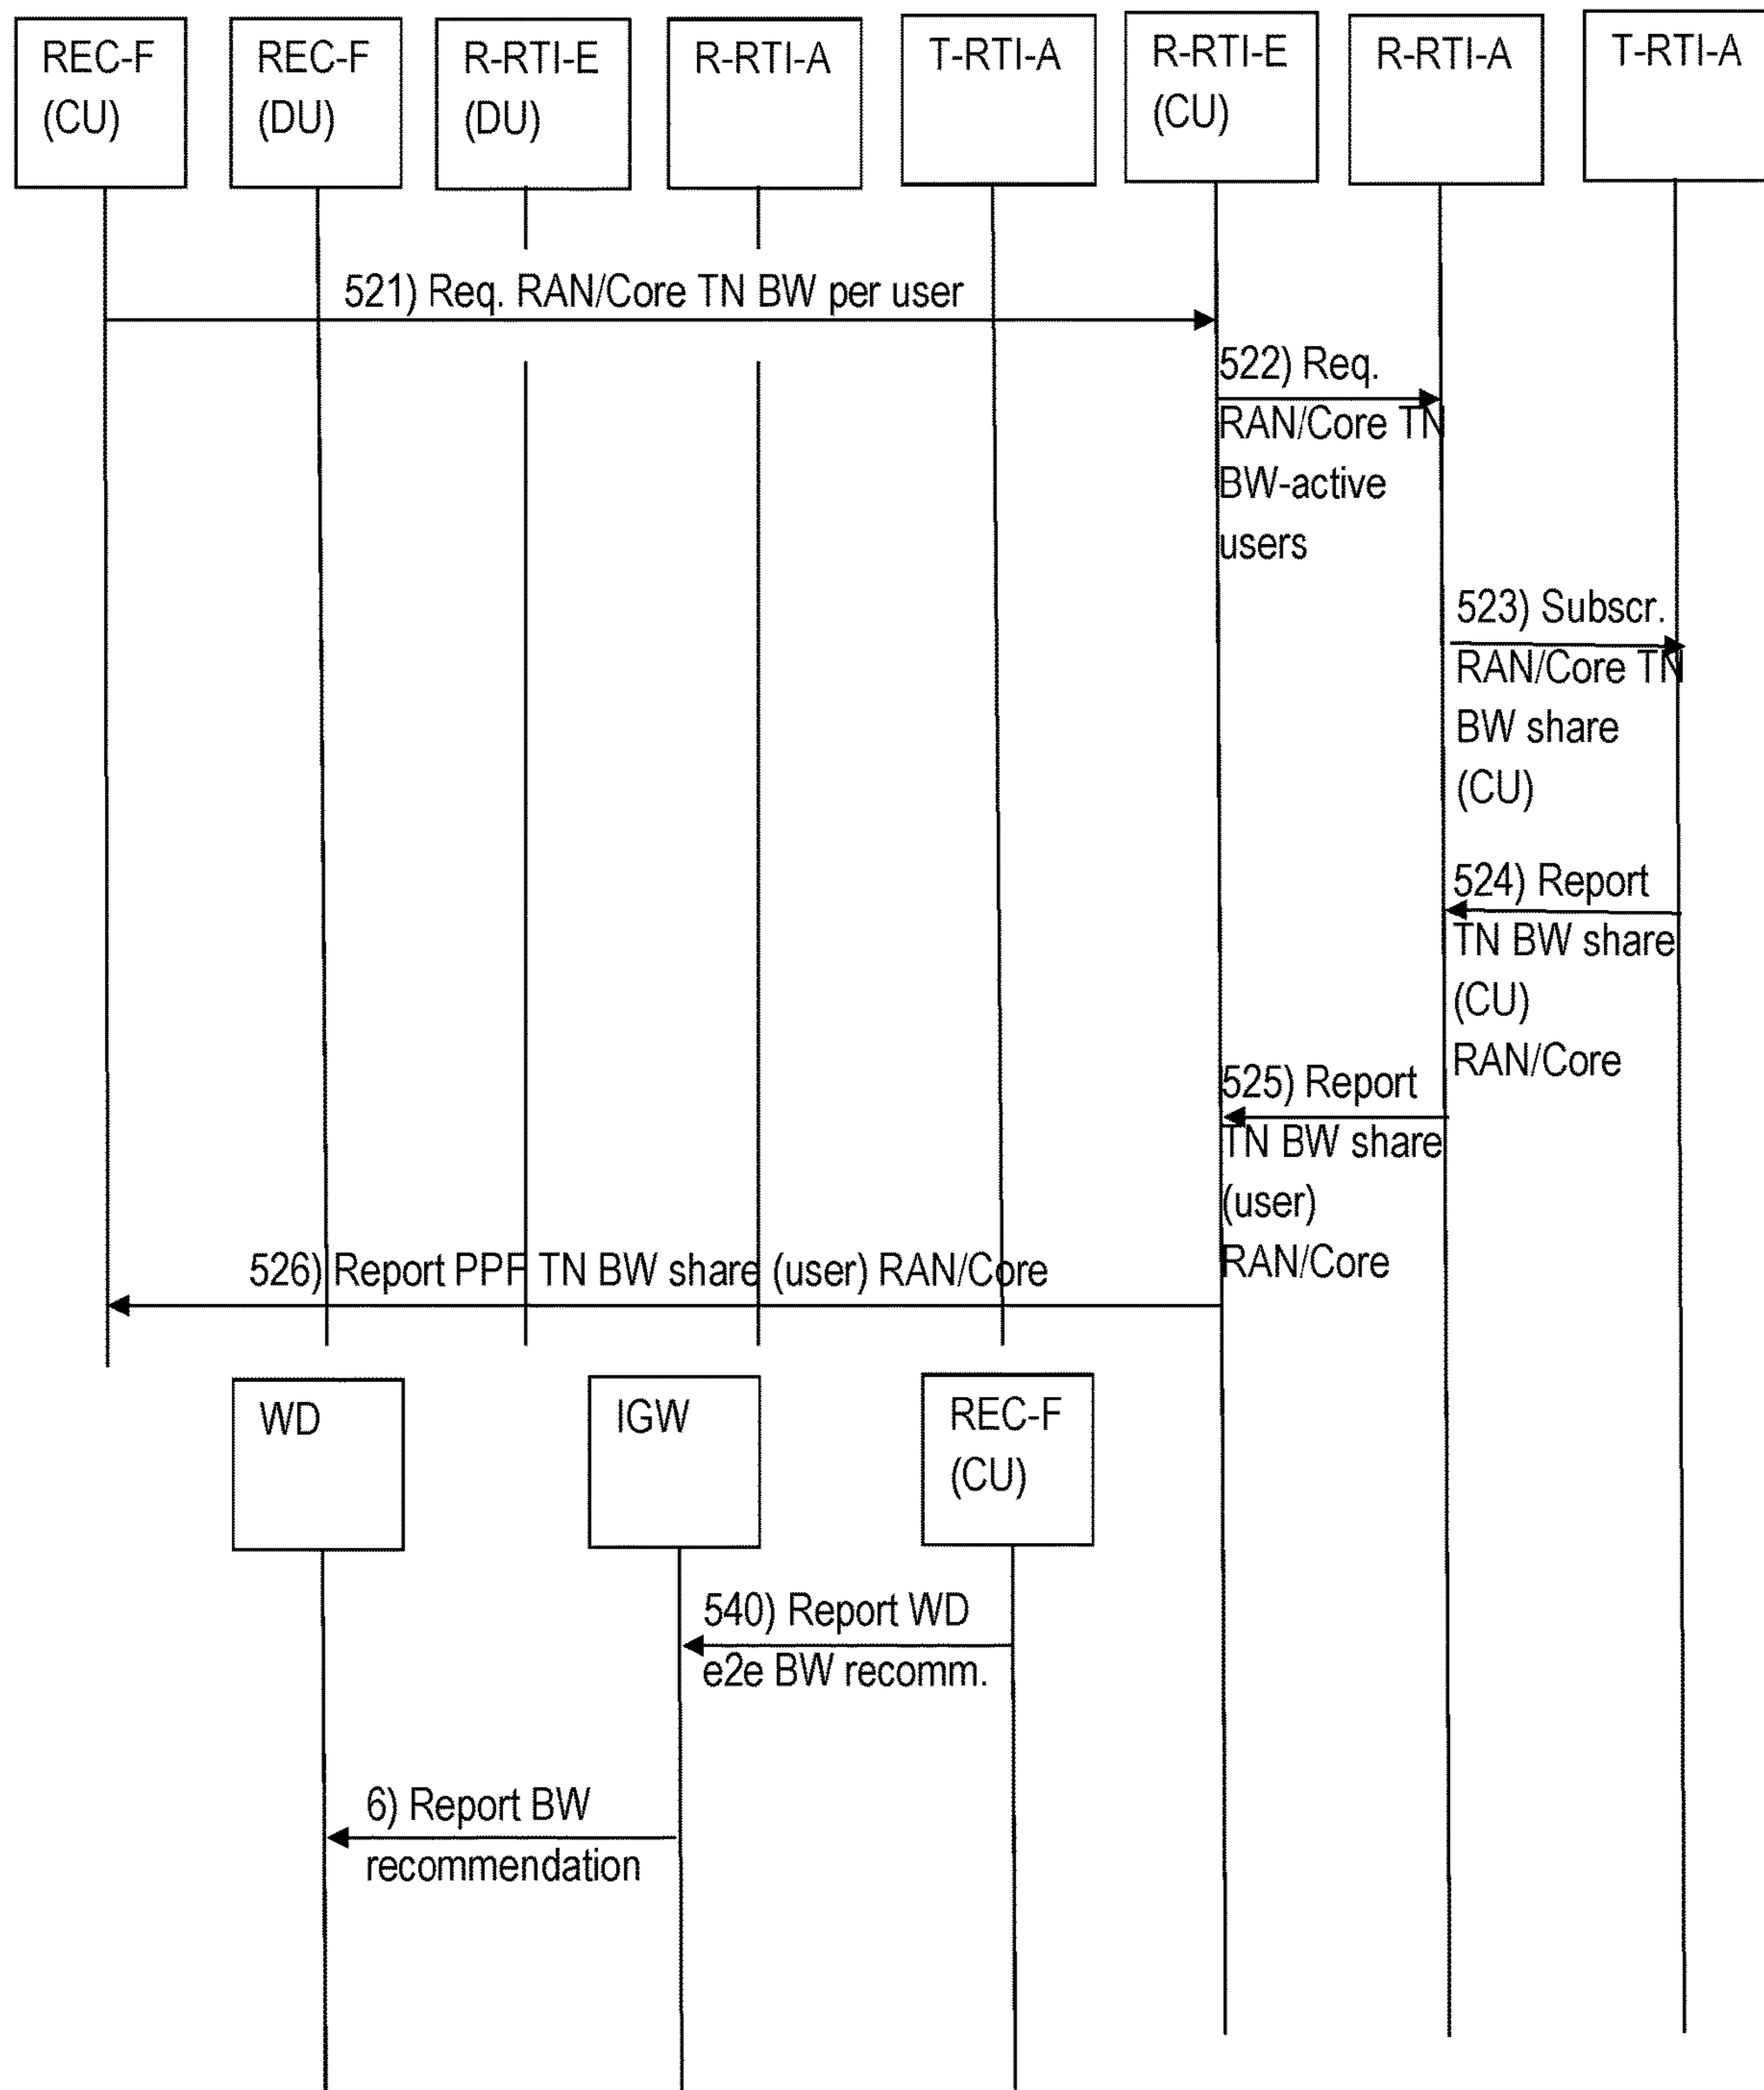 REC-F
(CU)
REC-F
(DU)
R-RTI-E
(DU)
R-RTI-A
T-RTI-A
R-RTI-E
(CU)
R-RTI-A
T-RTI-A
521) Req. RAN/Core TN BW per user
522) Req.
RAN/Core TN
BW-active
users
523) Subscr.
RAN/Core TN
BW share
(CU)
524) Report
TN BW share
(CU)
RAN/Core
525) Report
TN BW share
(user)
RAN/Core
526) Report PPF TN BW share (user) RAN/Core
WD
IGW
REC-F
(CU)
540) Report WD
e2e BW recomm.
6) Report BW
recommendation